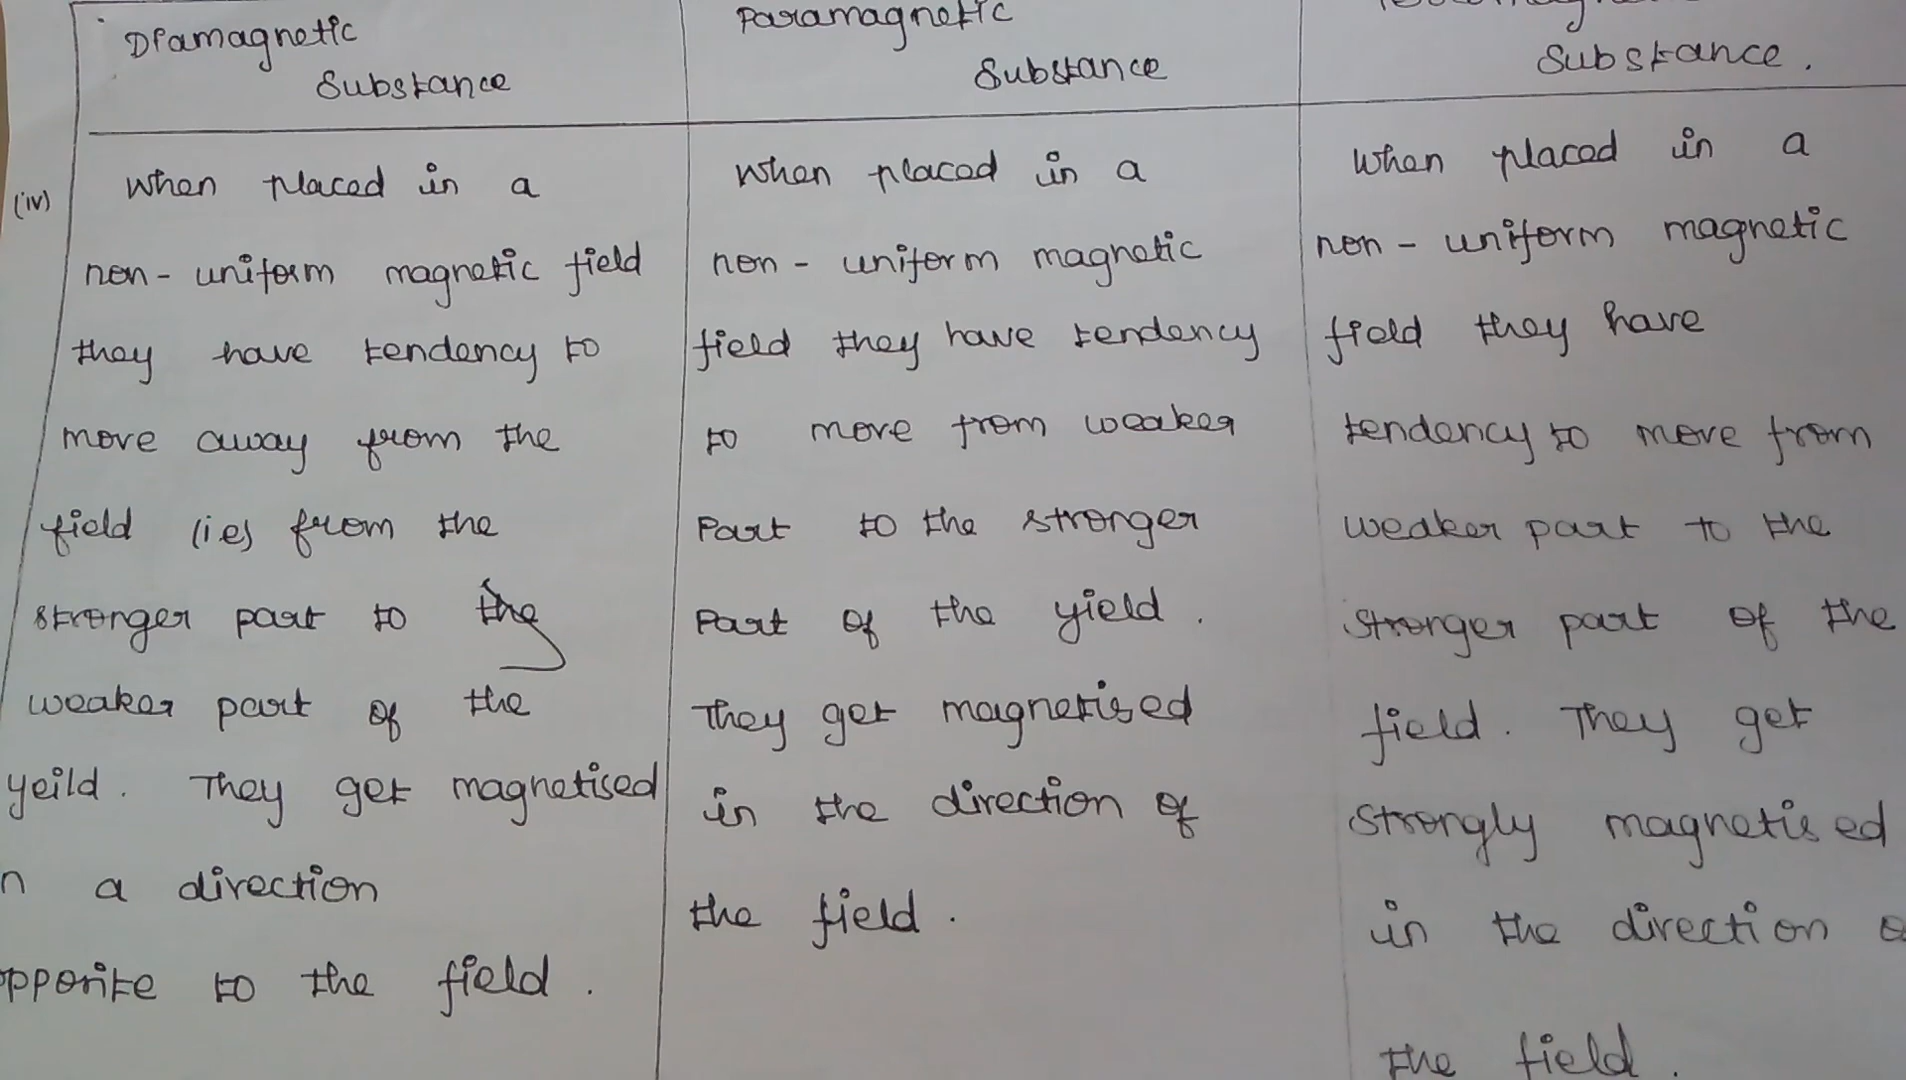 Diamagnetic
Substance
(iv)
When placed in a
non - uniform magnetic field
they have tendency to
move away from the
field (ie) from the
stronger part to the
weaker part of the
yeild. They get magnetised
n a direction
pposite to the field.
Paramagnetic
Substance
When placed in a
non - uniform magnetic
field they have tendency
to move from weaker
Part to the stronger
Part of the yield.
They get magnetised
in the direction of
the field.
Substance.
When placed in a
non - uniform magnetic
field they have
tendency to move from
weaker part to the
stronger part of the
field. They get
strongly magnetised
in the direction
the field.